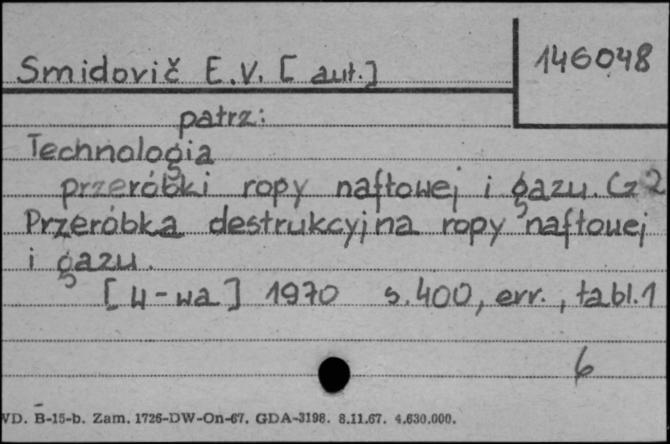 Smidovič E.V. [aut.]
146048
patrz:
Technologia
przeróbki ropy naftowej i gazu. Cz 2
Przeróbka destrukcyjna ropy naftowej
i gazu.
[W-wa] 1970 s. 400, err., tabl. 1
6
VD. B-15-b. Zam. 1726-DW-On-67. GDA-3198. 8.11.67. 4.630.000.